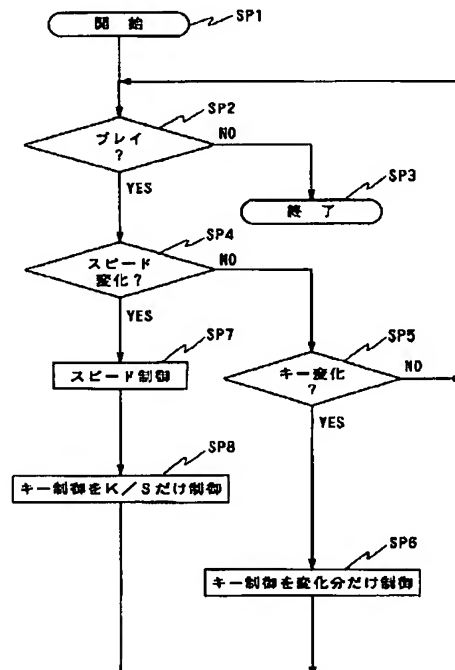 開 始
SP1
プレイ
?
SP2
NO
YES
終 了
SP3
スピード
変化?
SP4
NO
YES
キー変化
?
SP5
NO
YES
スピード制御
SP7
キー制御をK/Sだけ制御
SP8
キー制御を変化分だけ制御
SP6